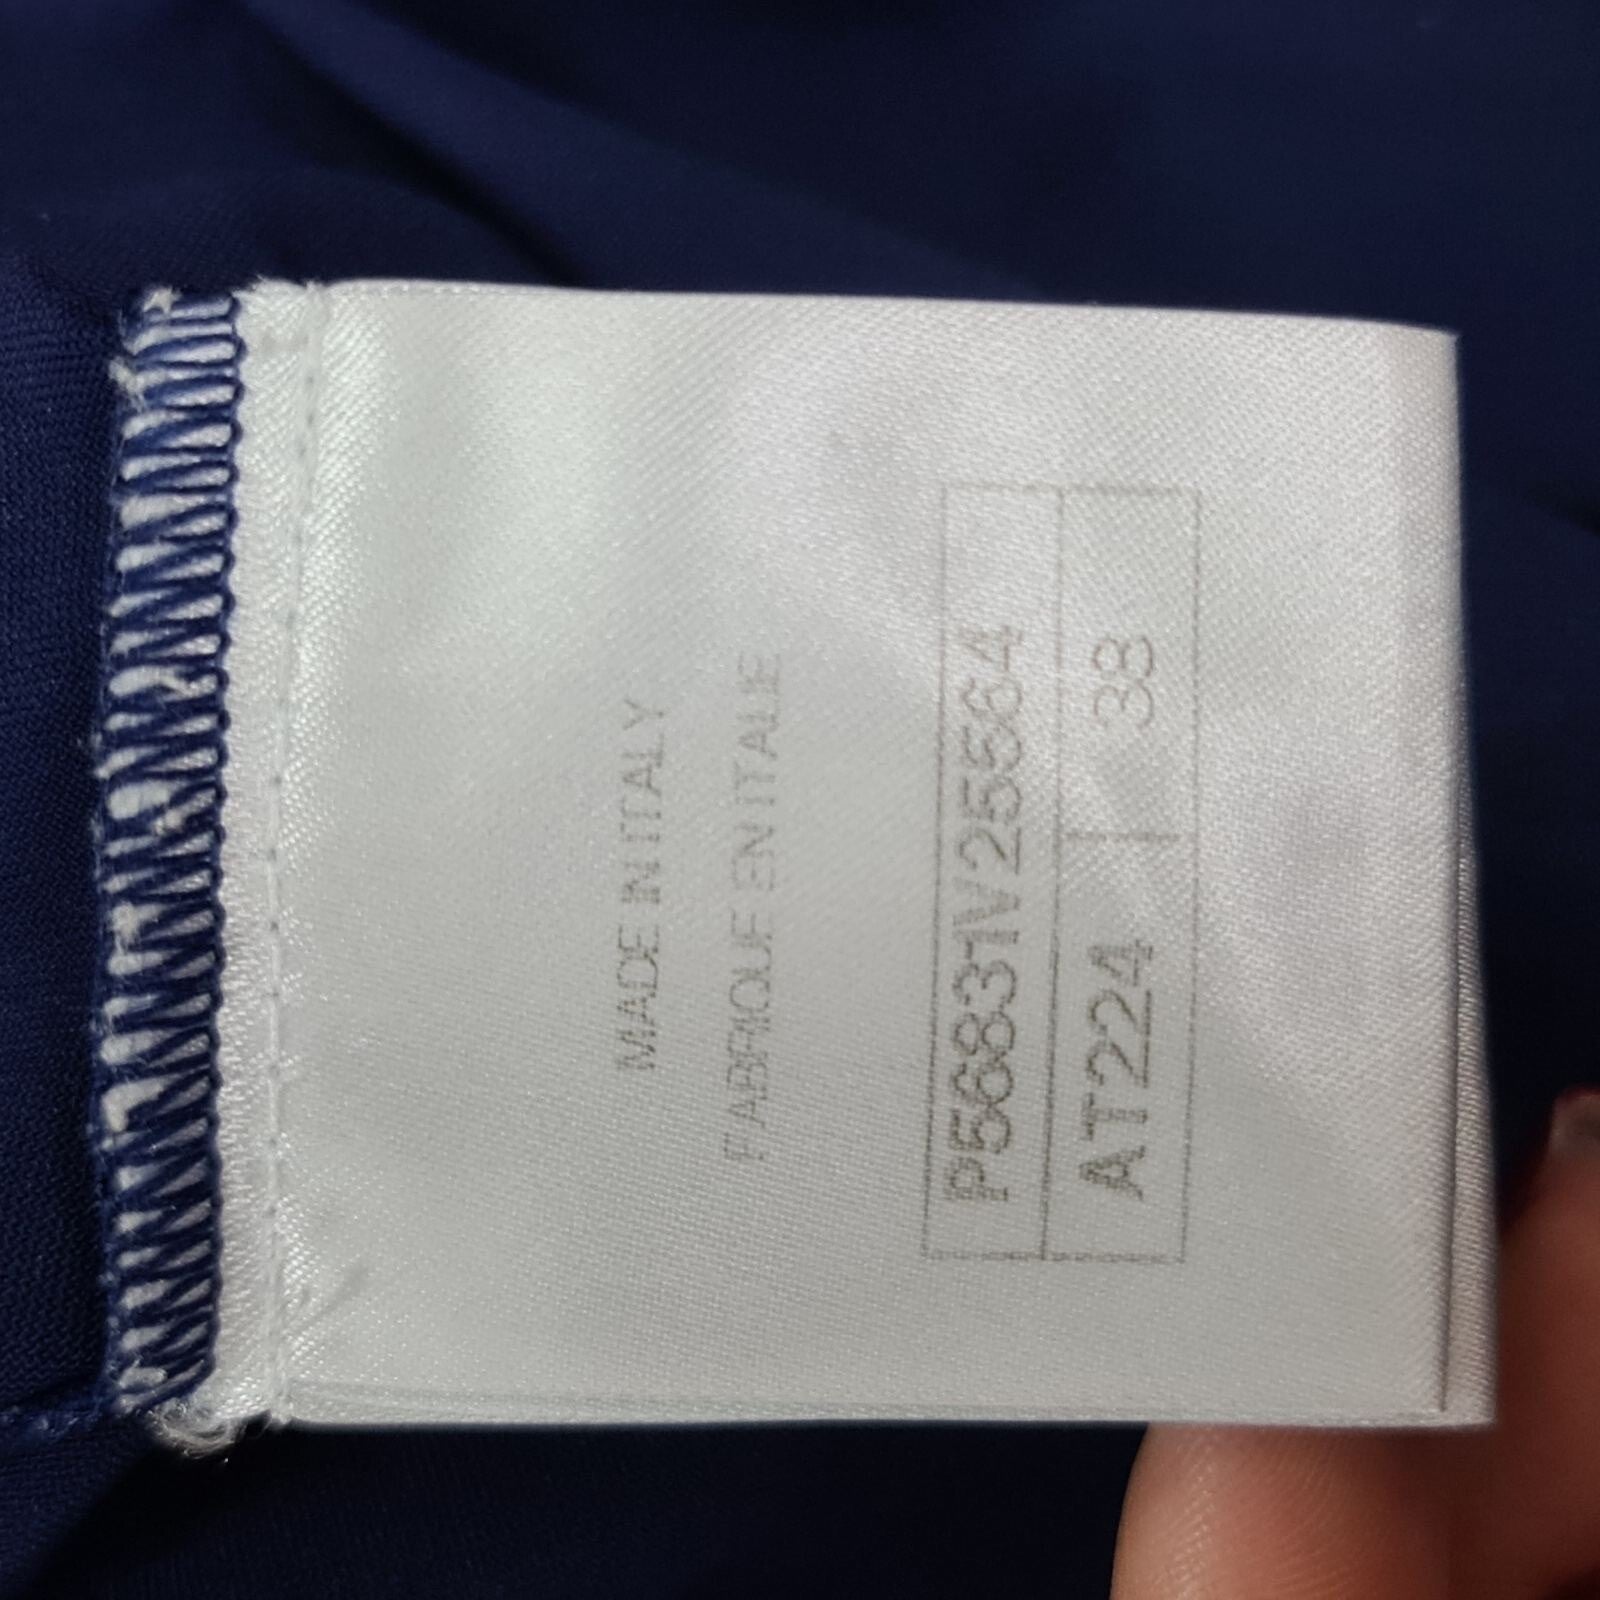 MADE IN ITALY
FABRIQUE EN ITALIE
P56831V25564
AT224 38